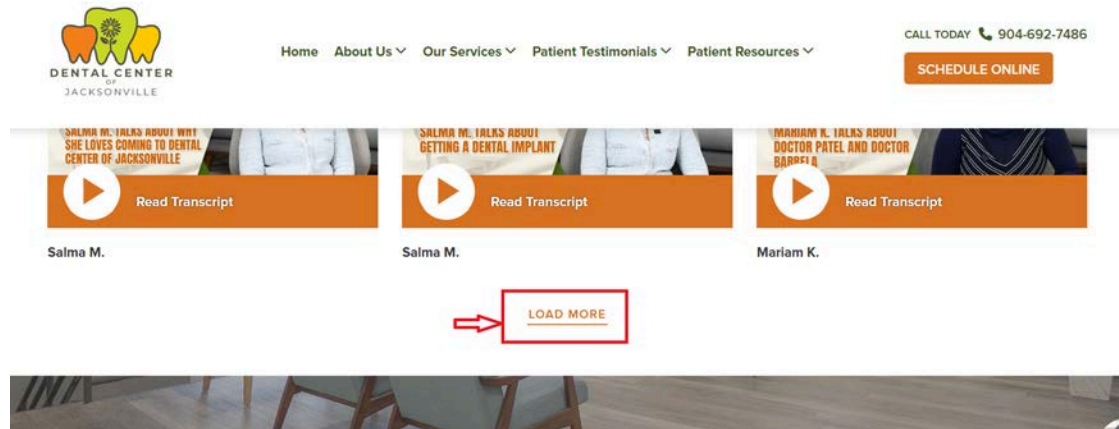 DENTAL CENTER
OF
JACKSONVILLE
Home About Us Our Services Patient Testimonials Patient Resources
CALL TODAY 904-692-7486
SCHEDULE ONLINE
SALMA M. TALKS ABOUT WHY
SHE LOVES COMING TO DENTAL
CENTER OF JACKSONVILLE
Read Transcript
Salma M.
SALMA M. TALKS ABOUT
GETTING A DENTAL IMPLANT
Read Transcript
Salma M.
MARIAM K. TALKS ABOUT
DOCTOR PATEL AND DOCTOR
Read Transcript
Mariam K.
LOAD MORE